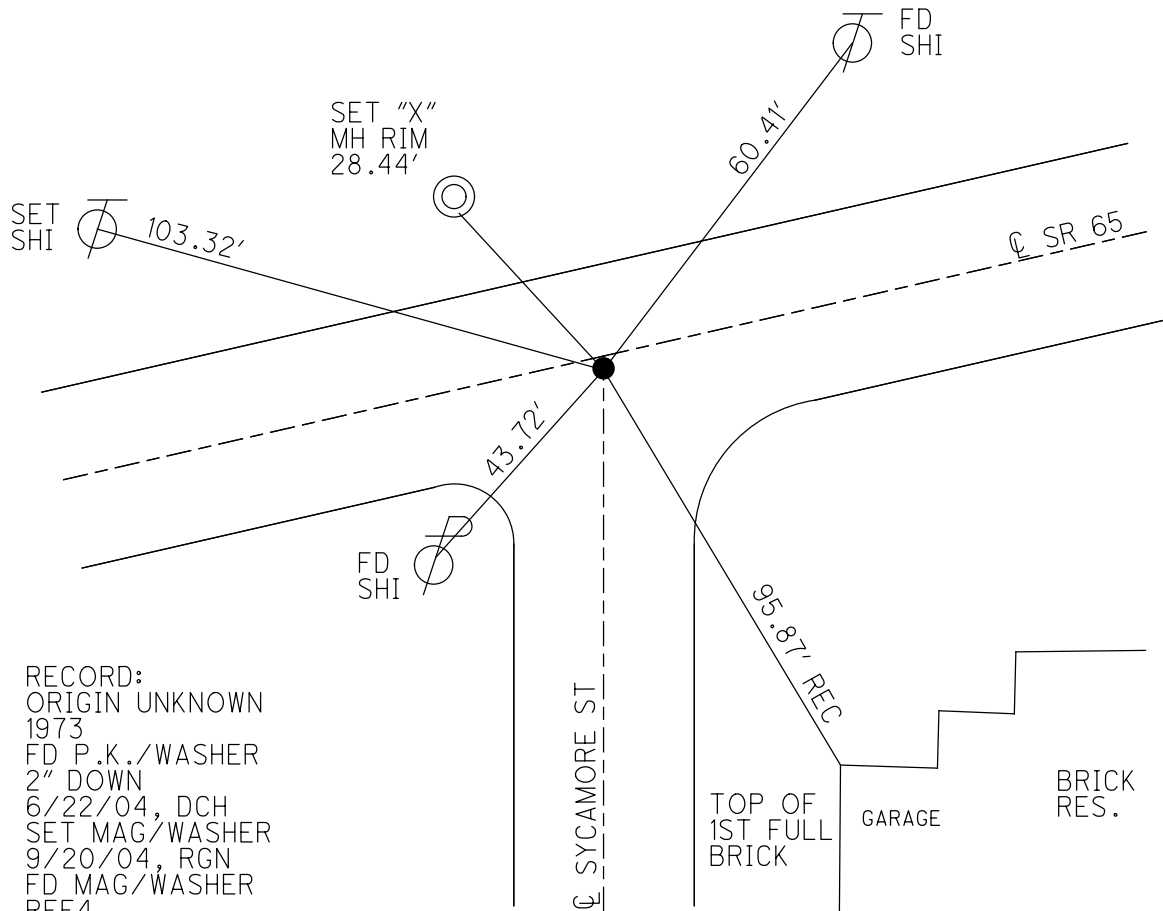 FD
SHI
SET "X"
MH RIM
28.44'
60.41'
SET
SHI
103.32'
℄ SR 65
43.72'
FD
SHI
95.87' REC
RECORD:
ORIGIN UNKNOWN
1973
FD P.K./WASHER
2" DOWN
6/22/04, DCH
SET MAG/WASHER
9/20/04, RGN
FD MAG/WASHER
℄ SYCAMORE ST
TOP OF
1ST FULL
BRICK
GARAGE
BRICK
RES.